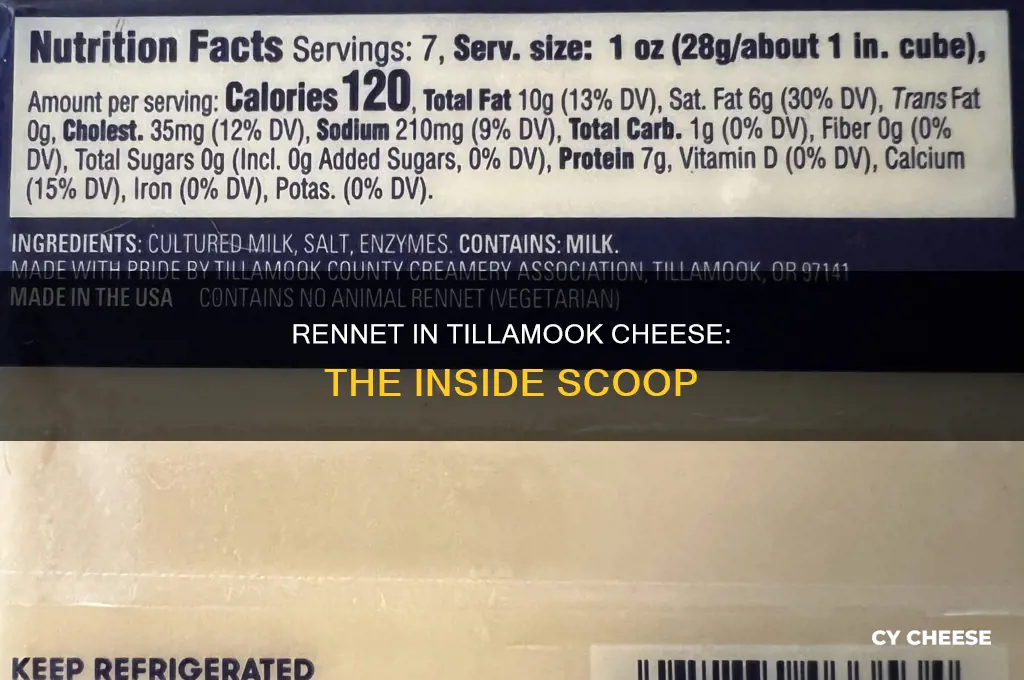 Nutrition Facts Servings: 7, Serv. size: 1 oz (28g/about 1 in. cube),
Amount per serving: Calories 120, Total Fat 10g (13% DV), Sat. Fat 6g (30% DV), Trans Fat
0g, Cholest. 35mg (12% DV), Sodium 210mg (9% DV), Total Carb. 1g (0% DV), Fiber 0g (0%
DV), Total Sugars 0g (Incl. 0g Added Sugars, 0% DV), Protein 7g, Vitamin D (0% DV), Calcium
(15% DV), Iron (0% DV), Potas. (0% DV).
INGREDIENTS: CULTURED MILK, SALT, ENZYMES. CONTAINS: MILK.
MADE WITH PRIDE BY TILLAMOOK COUNTY CREAMERY ASSOCIATION, TILLAMOOK, OR 97141
MADE IN THE USA CONTAINS NO ANIMAL RENNET (VEGETARIAN)
RENNET IN TILLAMOOK CHEESE:
THE INSIDE SCOOP
CY CHEESE
KEEP REFRIGERATED